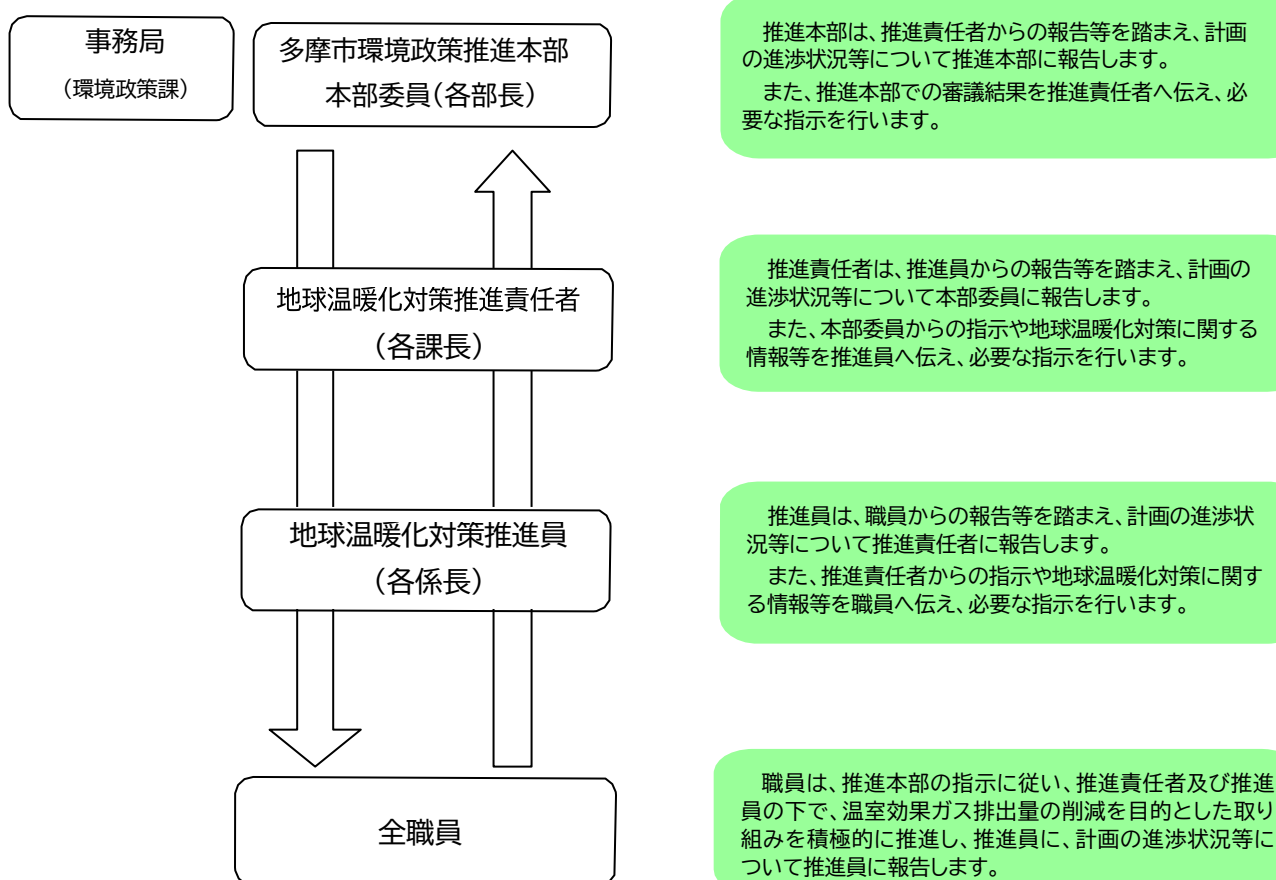 事務局
（環境政策課）
多摩市環境政策推進本部
本部委員（各部長）
推進本部は、推進責任者からの報告等を踏まえ、計画
の進捗状況等について推進本部に報告します。
また、推進本部での審議結果を推進責任者へ伝え、必
要な指示を行います。
地球温暖化対策推進責任者
（各課長）
推進責任者は、推進員からの報告等を踏まえ、計画の
進捗状況等について本部委員に報告します。
また、本部委員からの指示や地球温暖化対策に関する
情報等を推進員へ伝え、必要な指示を行います。
地球温暖化対策推進員
（各係長）
推進員は、職員からの報告等を踏まえ、計画の進捗状
況等について推進責任者に報告します。
また、推進責任者からの指示や地球温暖化対策に関す
る情報等を職員へ伝え、必要な指示を行います。
全職員
職員は、推進本部の指示に従い、推進責任者及び推進
員の下で、温室効果ガス排出量の削減を目的とした取り
組みを積極的に推進し、推進員に、計画の進捗状況等に
ついて推進員に報告します。